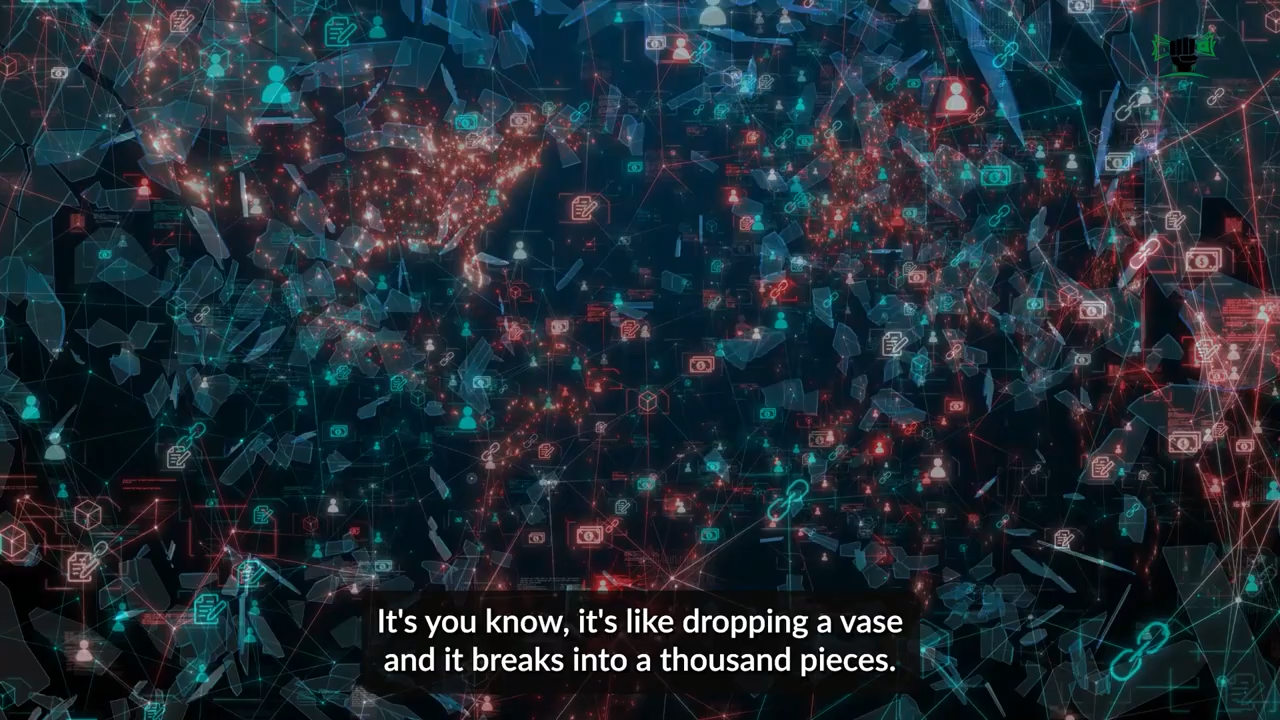 It's you know, it's like dropping a vase
and it breaks into a thousand pieces.